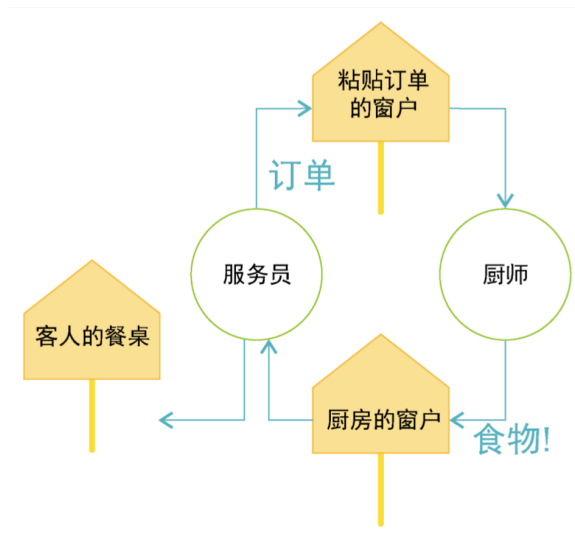 粘贴订单
的窗户
订单
服务员
厨师
客人的餐桌
厨房的窗户
食物!